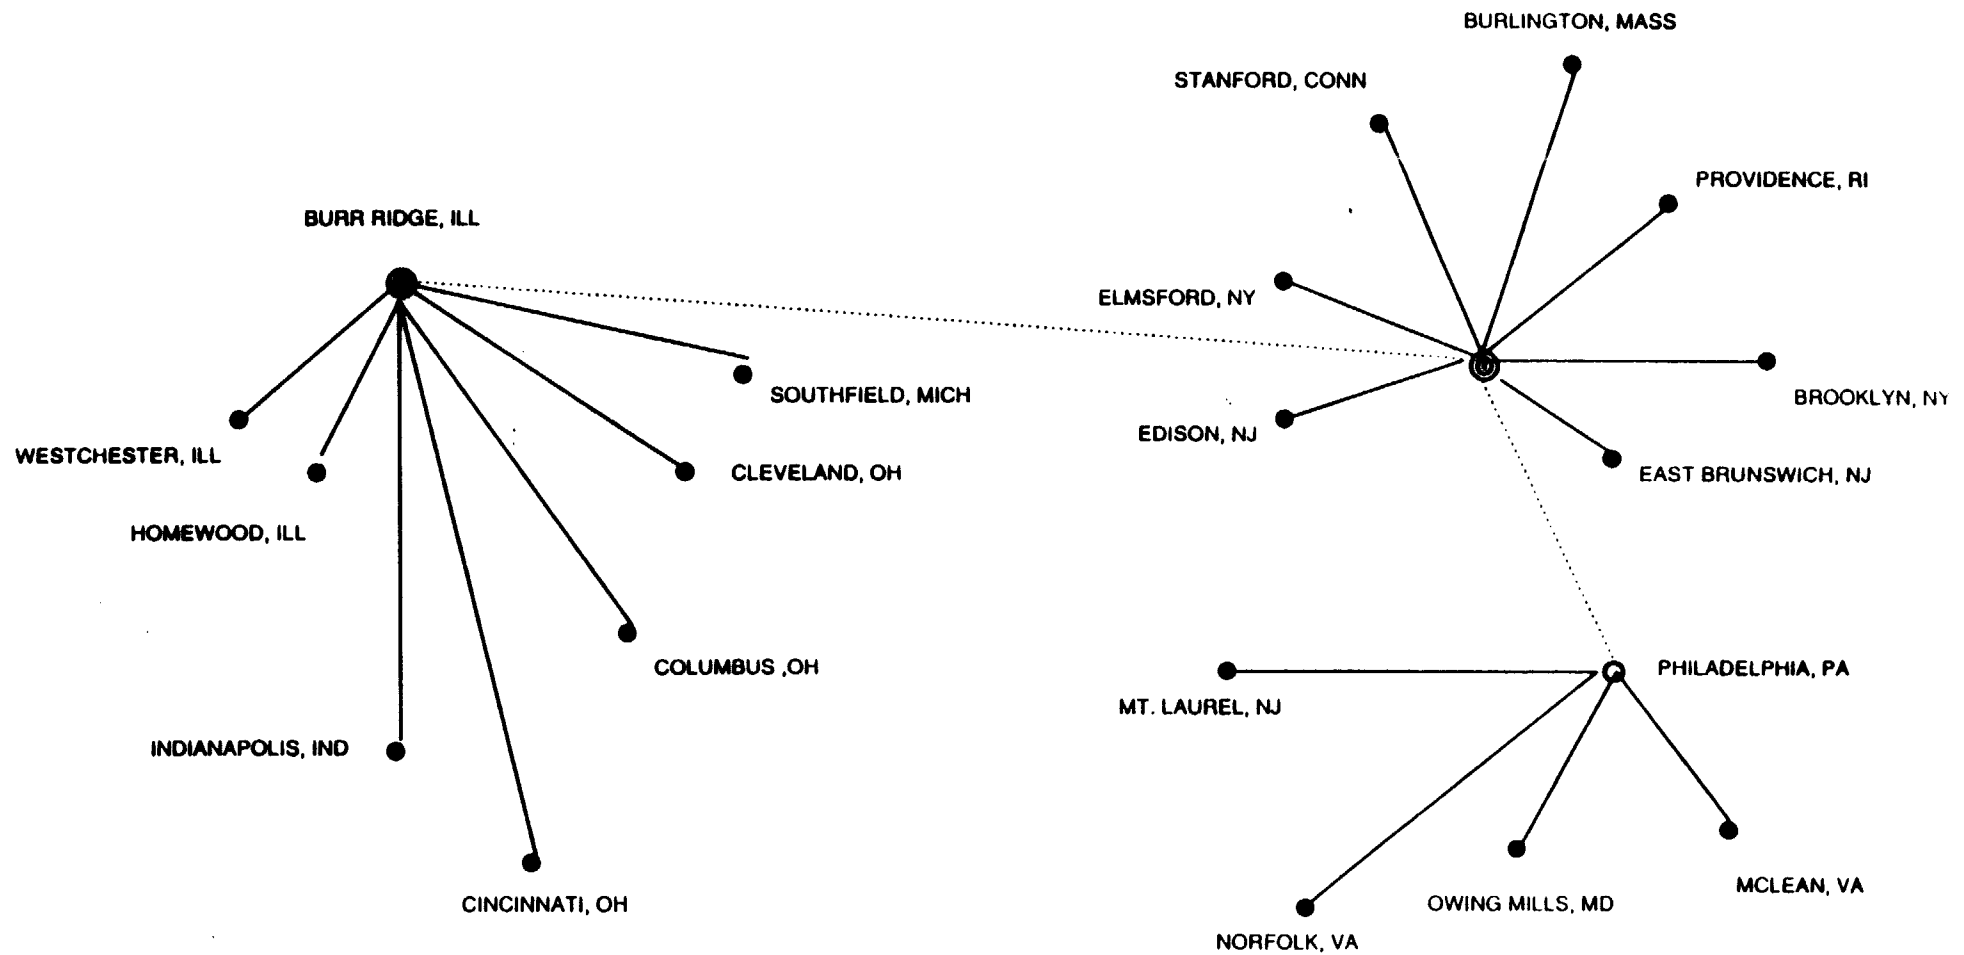 BURLINGTON, MASS
STANFORD, CONN
PROVIDENCE, RI
BURR RIDGE, ILL
ELMSFORD, NY
SOUTHFIELD, MICH
BROOKLYN, NY
EDISON, NJ
WESTCHESTER, ILL
CLEVELAND, OH
EAST BRUNSWICH, NJ
HOMEWOOD, ILL
COLUMBUS ,OH
PHILADELPHIA, PA
MT. LAUREL, NJ
INDIANAPOLIS, IND
MCLEAN, VA
CINCINNATI, OH
OWING MILLS, MD
NORFOLK, VA